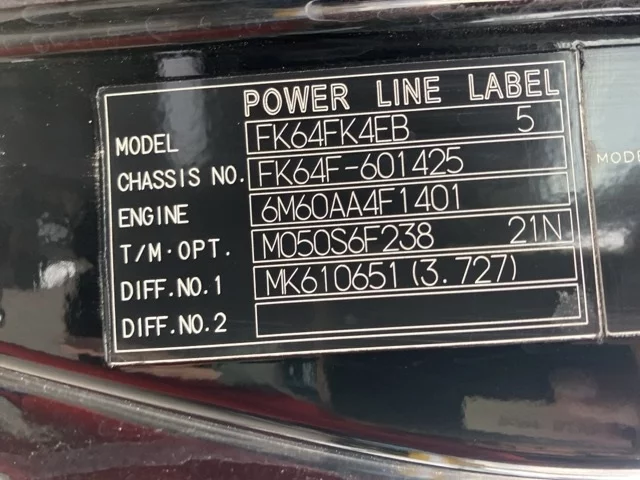 POWER LINE LABEL
MODEL FK64FK4EB 5
CHASSIS NO. FK64F-601425
ENGINE 6M60AA4F1401
T/M·OPT. M050S6F238 21N
DIFF.NO.1 MK610651(3.727)
DIFF.NO.2
MODE